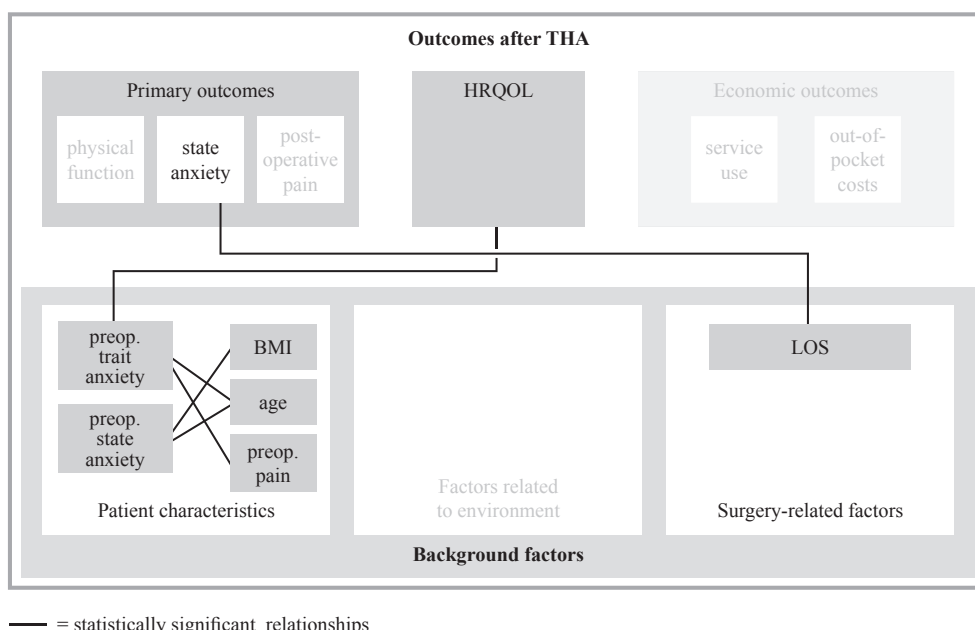 Outcomes after THA
Primary outcomes
physical
function
state
anxiety
post-
operative
pain
HRQOL
Economic outcomes
service
use
out-of-
pocket
costs
preop.
trait
anxiety
preop.
state
anxiety
BMI
age
preop.
pain
Patient characteristics
Factors related
to environment
LOS
Surgery-related factors
Background factors
= statistically significant relationships